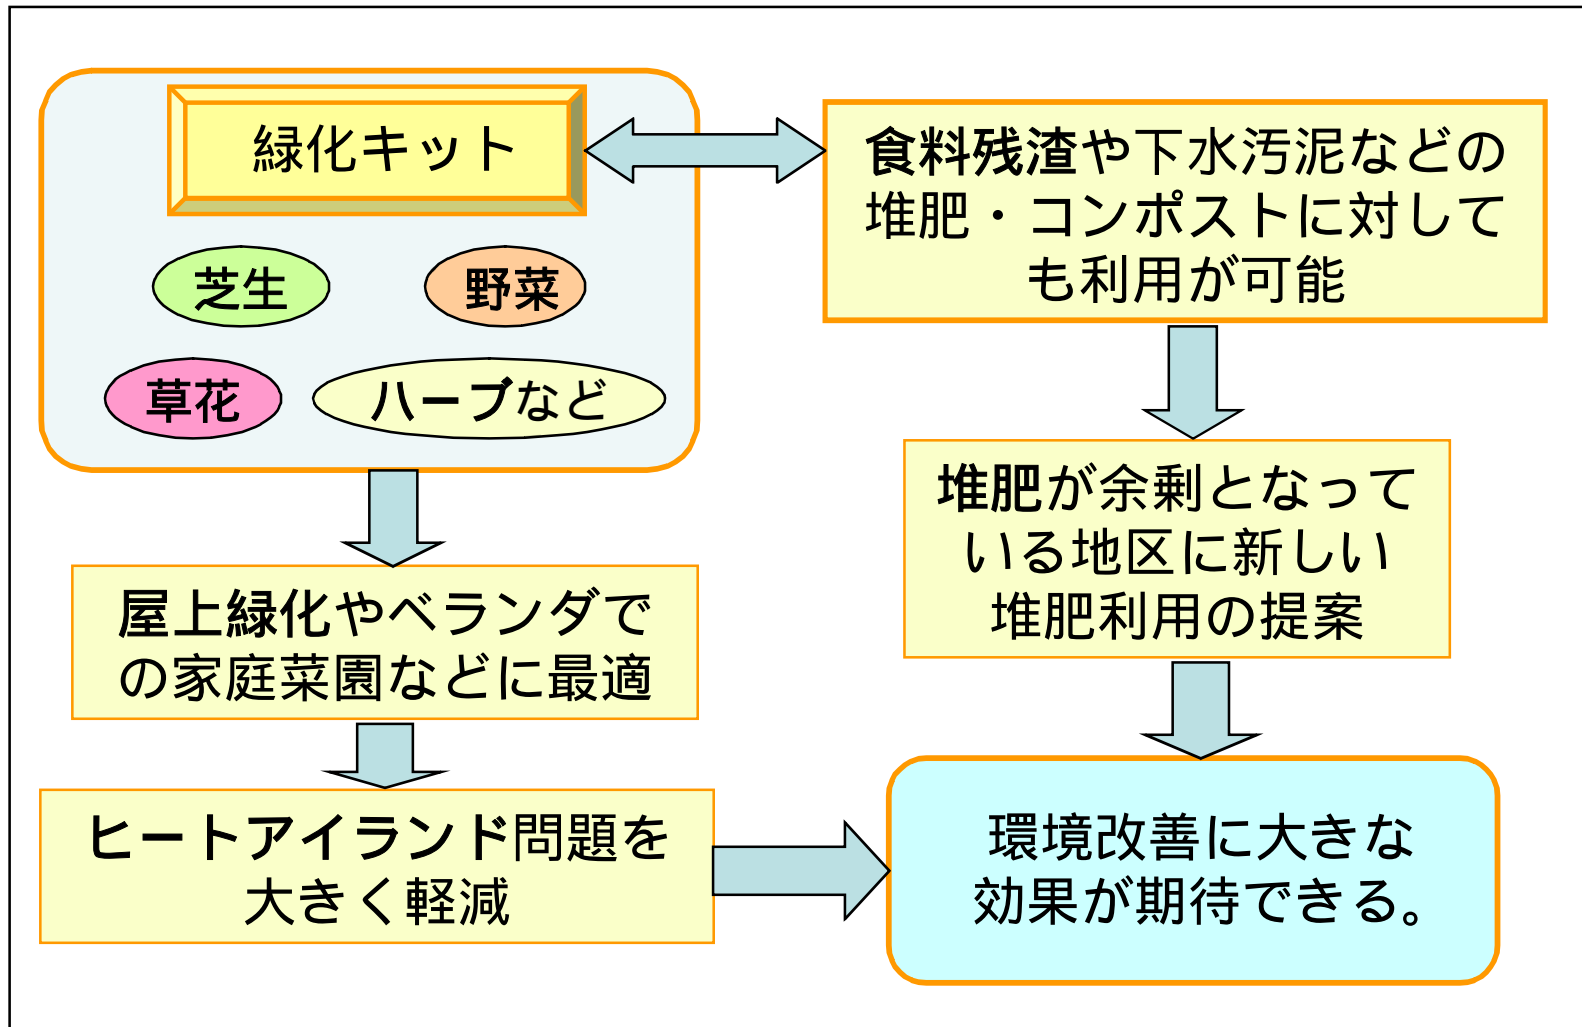 緑化キット
芝生
野菜
草花
ハーブなど
食料残渣や下水汚泥などの
堆肥・コンポストに対して
も利用が可能
屋上緑化やベランダで
の家庭菜園などに最適
堆肥が余剰となって
いる地区に新しい
堆肥利用の提案
ヒートアイランド問題を
大きく軽減
環境改善に大きな
効果が期待できる。